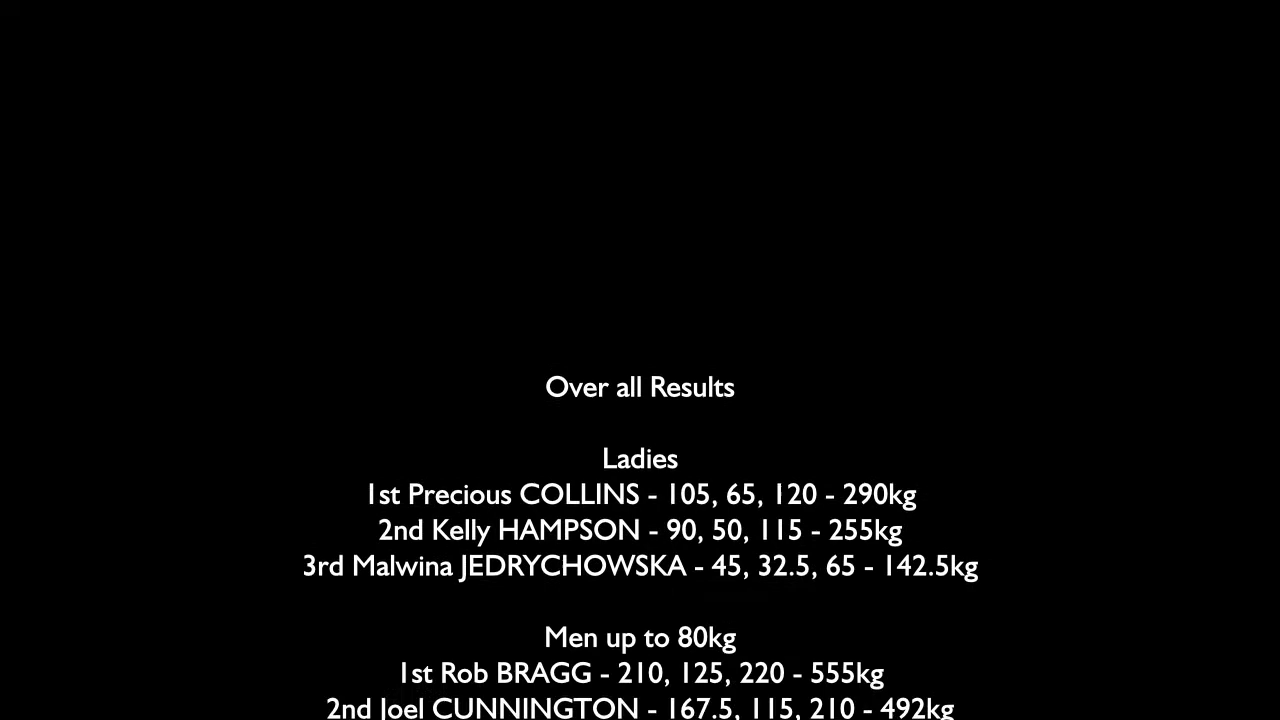 Over all Results
Ladies
1st Precious COLLINS - 105, 65, 120 - 290kg
2nd Kelly HAMPSON - 90, 50, 115 - 255kg
3rd Malwina JEDRYCHOWSKA - 45, 32.5, 65 - 142.5kg
Men up to 80kg
1st Rob BRAGG - 210, 125, 220 - 555kg
2nd Joel CUNNINGTON - 167.5, 115, 210 - 492kg